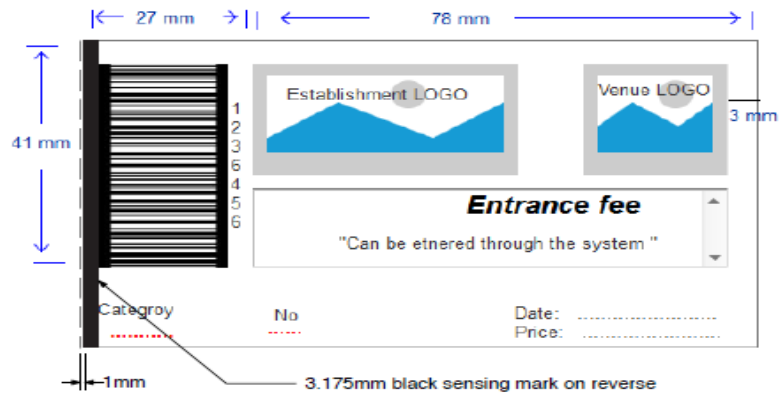 27 mm
78 mm
Establishment LOGO
Venue LOGO
3 mm
41 mm
1
2
3
6
4
5
6
Entrance fee
"Can be etnered through the system "
Categroy
No
Date:
Price:
1mm
3.175mm black sensing mark on reverse